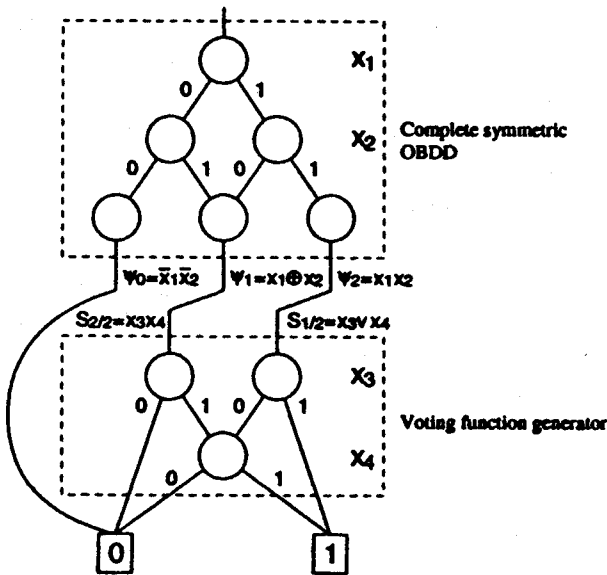 X₁
0 1
X₂
Complete symmetric
OBDD
0 1 0 1
Ψ₀=x̄₁x̄₂ Ψ₁=x₁⊕x₂ Ψ₂=x₁x₂
S₂/₂=x₃x₄ S₁/₂=x₃∨x₄
X₃
0 1 0 1
Voting function generator
X₄
0 1
0 1